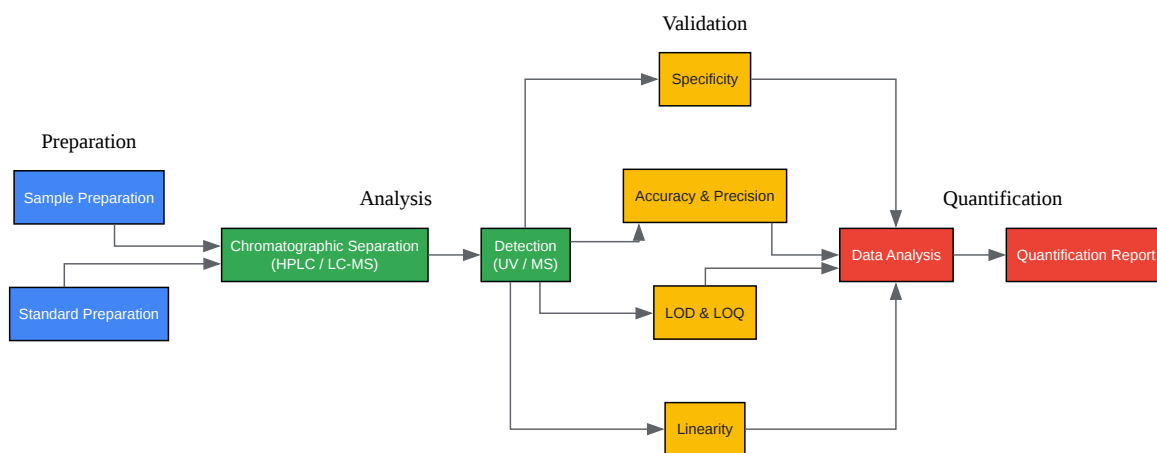 Validation
Specificity
Preparation
Sample Preparation
Standard Preparation
Analysis
Chromatographic Separation
(HPLC / LC-MS)
Detection
(UV / MS)
Accuracy & Precision
LOD & LOQ
Linearity
Quantification
Data Analysis
Quantification Report